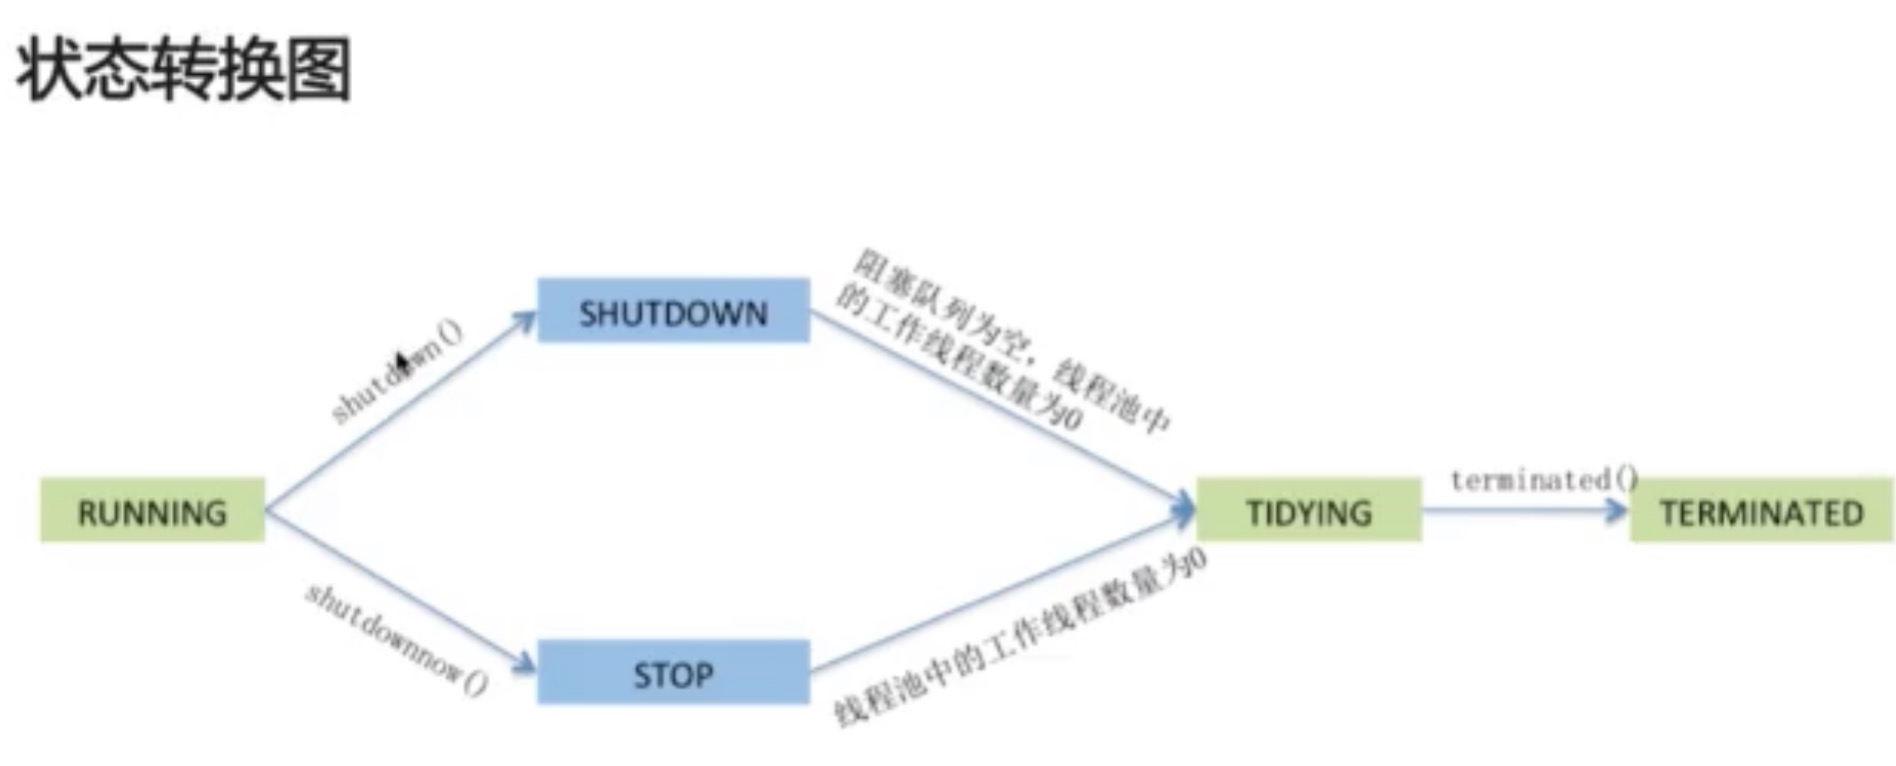 状态转换图
SHUTDOWN
阻塞队列为空，线程池中
的工作线程数量为0
shutdown()
RUNNING
TIDYING
terminated()
TERMINATED
shutdownnow()
STOP
线程池中的工作线程数量为0